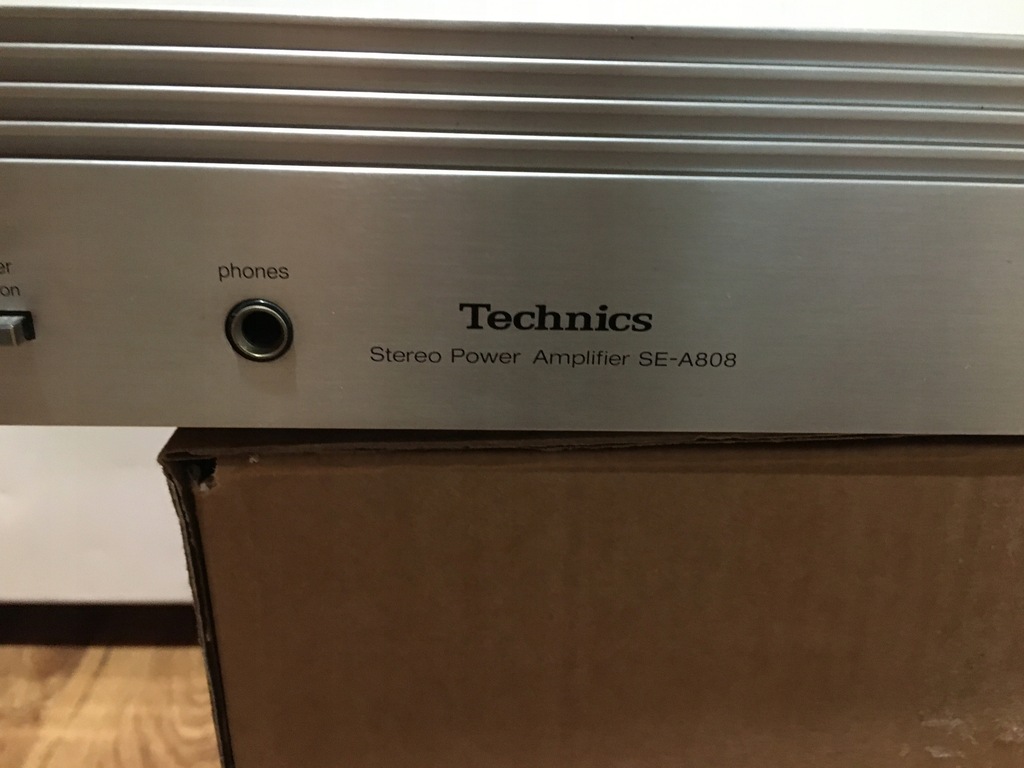 phones
Technics
Stereo Power Amplifier SE-A808